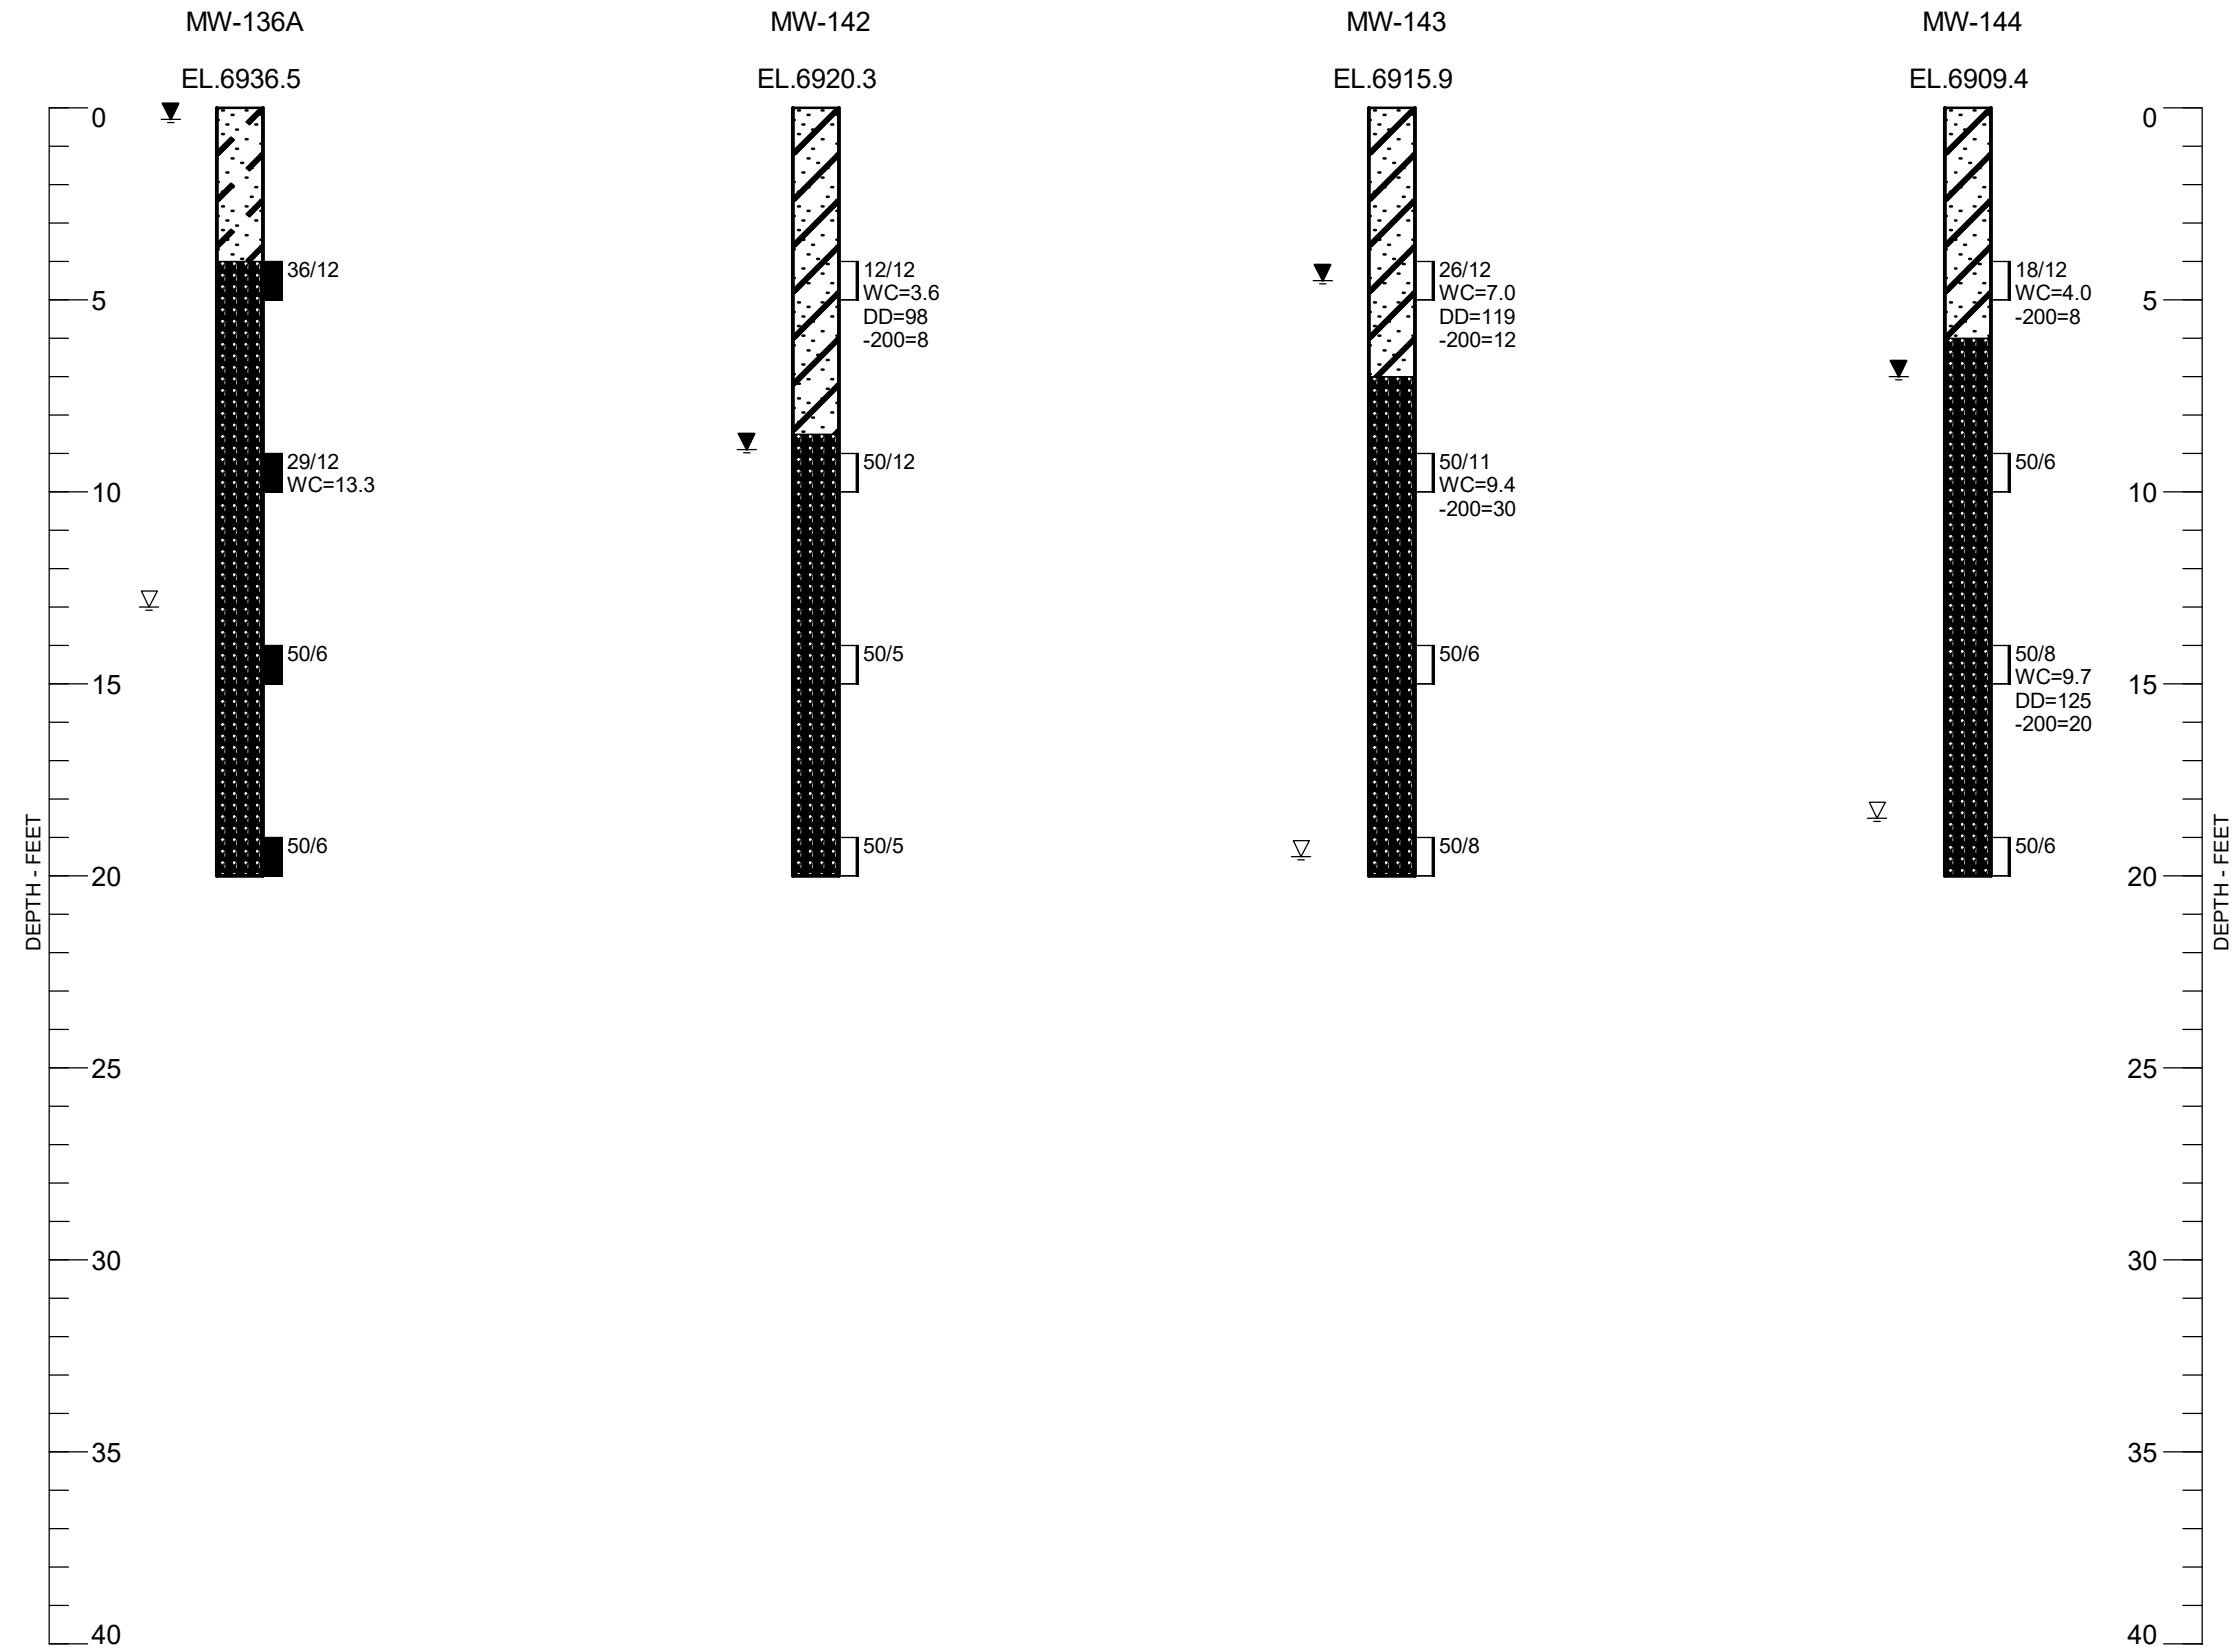 MW-136A
EL.6936.5
MW-142
EL.6920.3
MW-143
EL.6915.9
MW-144
EL.6909.4
DEPTH - FEET
0
5
10
15
20
25
30
35
40
36/12
29/12
WC=13.3
50/6
50/6
12/12
WC=3.6
DD=98
-200=8
50/12
50/5
50/5
26/12
WC=7.0
DD=119
-200=12
50/11
WC=9.4
-200=30
50/6
50/8
18/12
WC=4.0
-200=8
50/6
50/8
WC=9.7
DD=125
-200=20
50/6
0
5
10
15
20
25
30
35
40
DEPTH - FEET